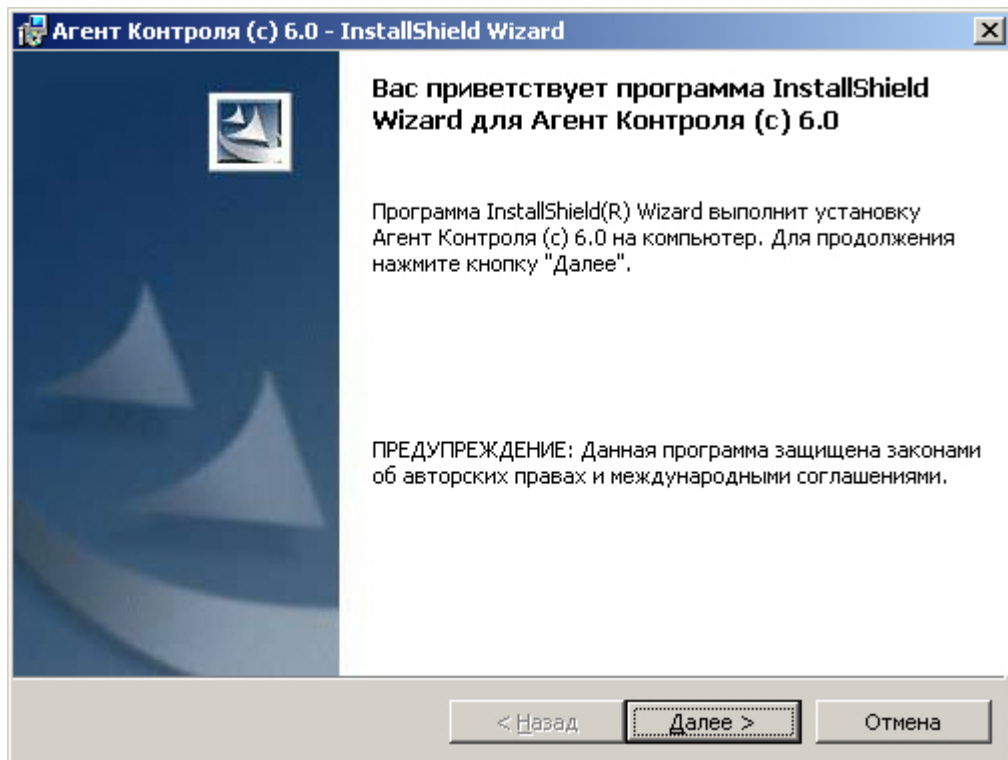 Агент Контроля (с) 6.0 - InstallShield Wizard
Вас приветствует программа InstallShield
Wizard для Агент Контроля (с) 6.0
Программа InstallShield(R) Wizard выполнит установку
Агент Контроля (с) 6.0 на компьютер. Для продолжения
нажмите кнопку "Далее".
ПРЕДУПРЕЖДЕНИЕ: Данная программа защищена законами
об авторских правах и международными соглашениями.
< Назад
Далее >
Отмена